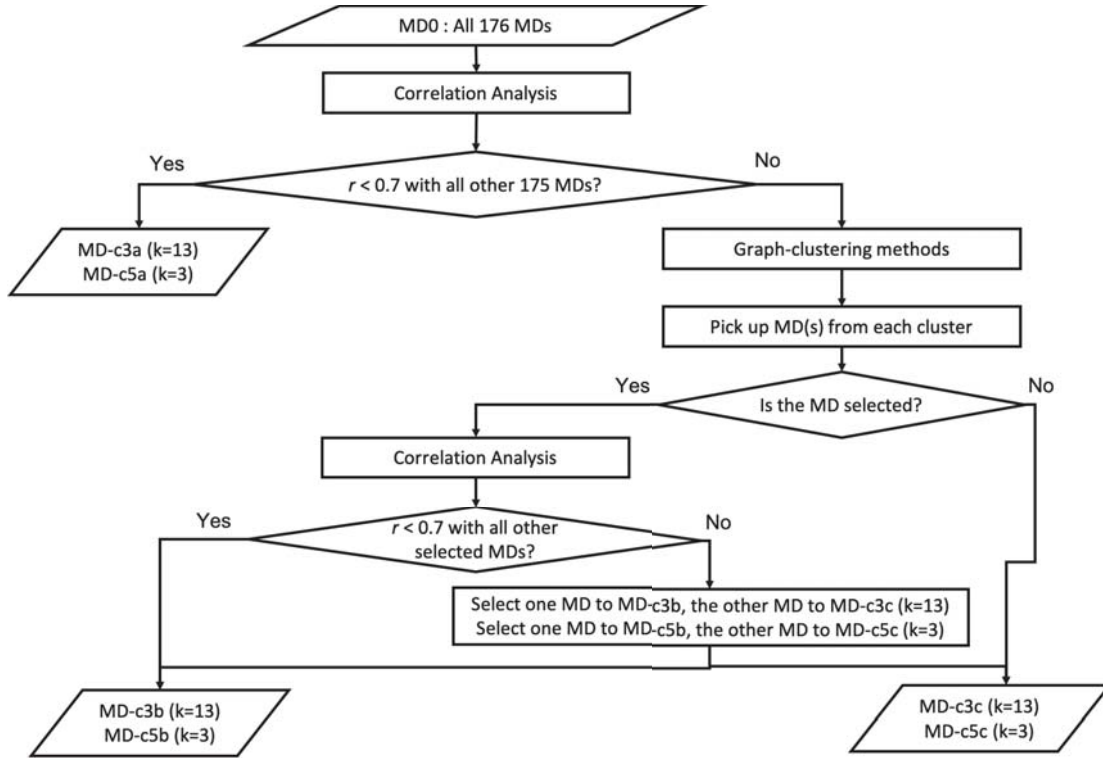 MD0 : All 176 MDs
Correlation Analysis
Yes
No
r < 0.7 with all other 175 MDs?
MD-c3a (k=13)
MD-c5a (k=3)
Graph-clustering methods
Pick up MD(s) from each cluster
Yes
No
Is the MD selected?
Correlation Analysis
Yes
No
r < 0.7 with all other
selected MDs?
Select one MD to MD-c3b, the other MD to MD-c3c (k=13)
Select one MD to MD-c5b, the other MD to MD-c5c (k=3)
MD-c3b (k=13)
MD-c5b (k=3)
MD-c3c (k=13)
MD-c5c (k=3)